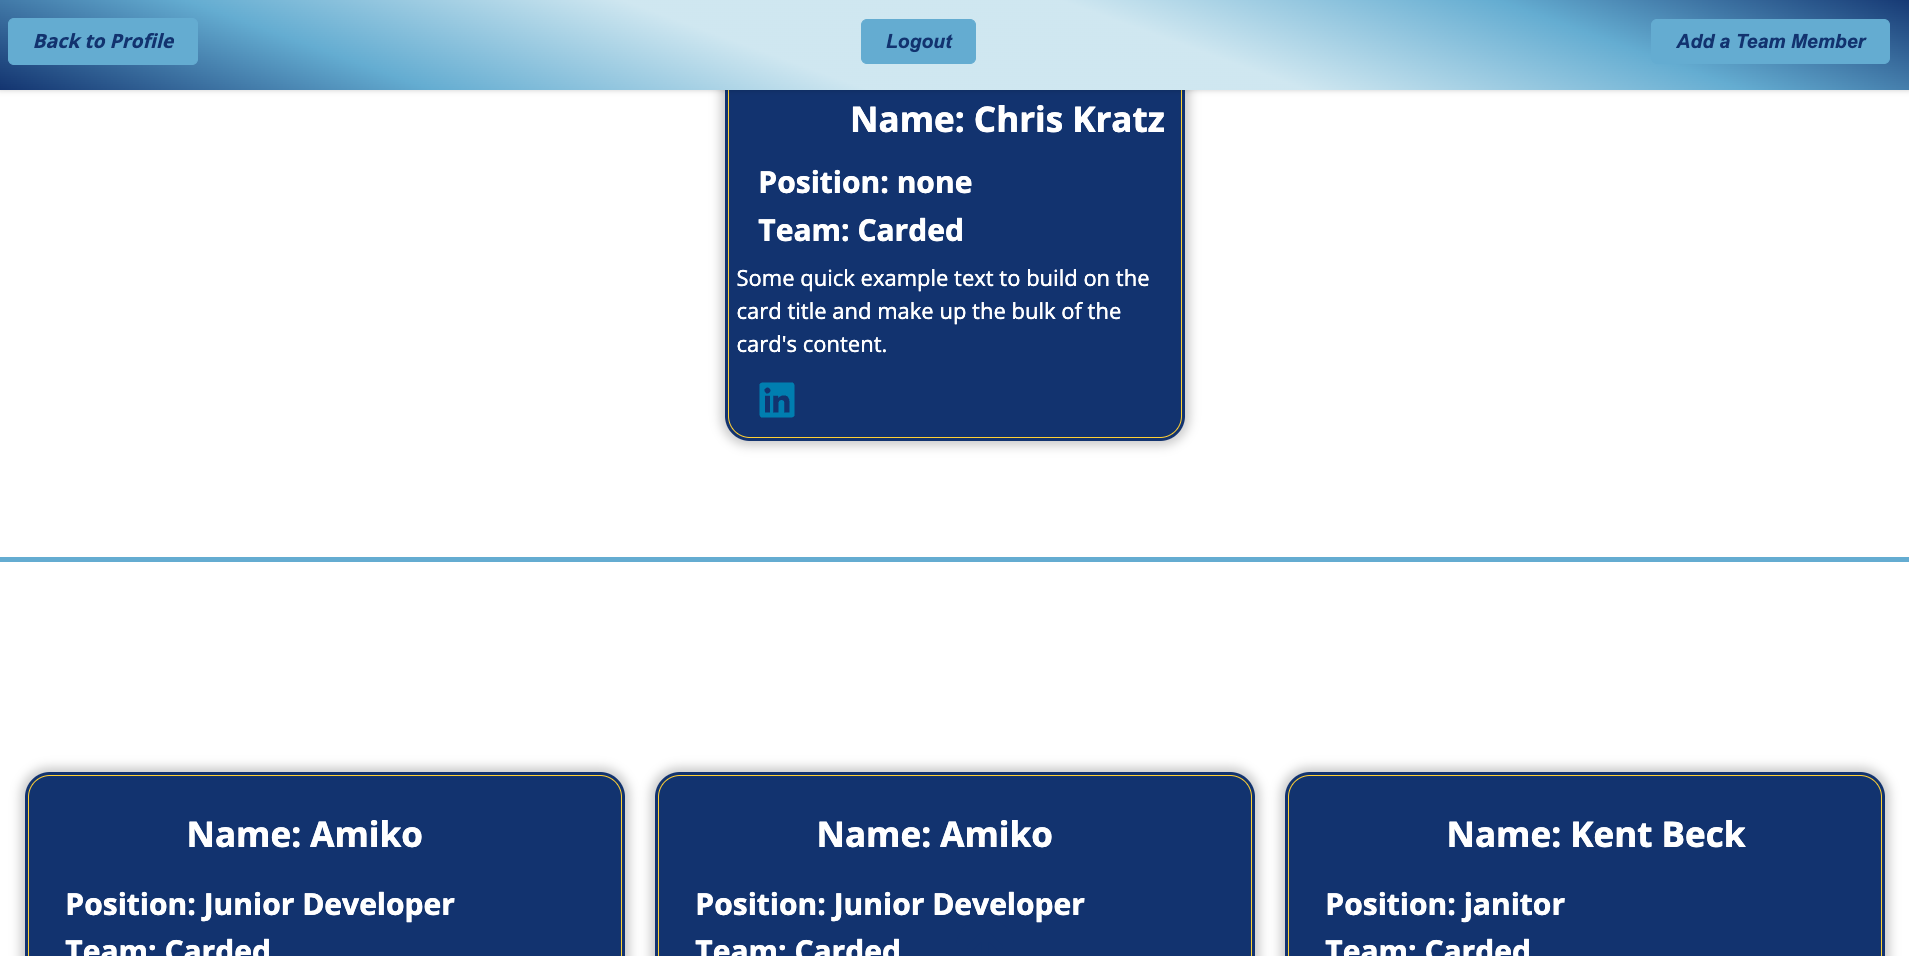 Back to Profile
Logout
Add a Team Member
Name: Chris Kratz
Position: none
Team: Carded
Some quick example text to build on the
card title and make up the bulk of the
card's content.
in
Name: Amiko
Position: Junior Developer
Team: Carded
Name: Amiko
Position: Junior Developer
Team: Carded
Name: Kent Beck
Position: janitor
Team: Carded